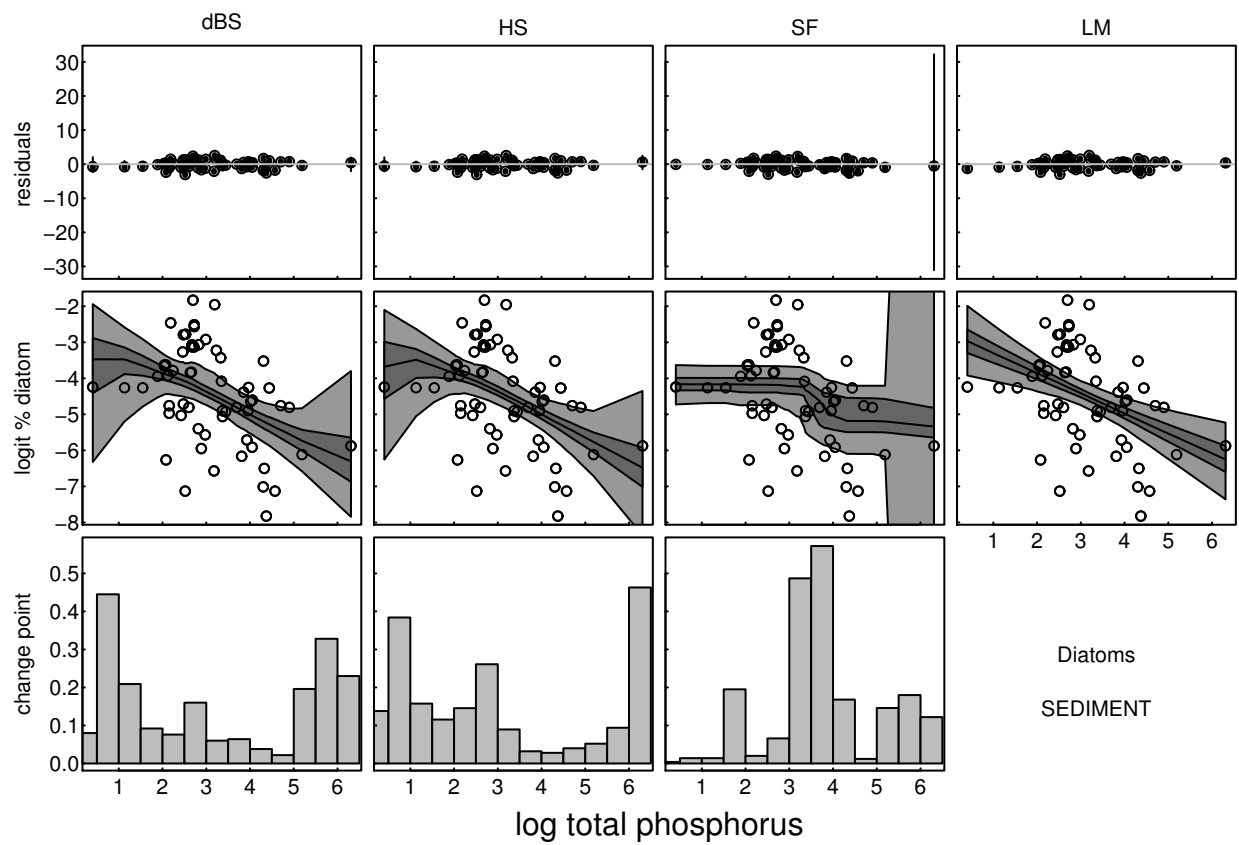 dBS HS SF LM
residuals
30
20
10
0
−10
−20
−30
logit % diatom
−2
−3
−4
−5
−6
−7
−8
1 2 3 4 5 6
change point
0.5
0.4
0.3
0.2
0.1
0.0
Diatoms
SEDIMENT
1 2 3 4 5 6 1 2 3 4 5 6 1 2 3 4 5 6
log total phosphorus